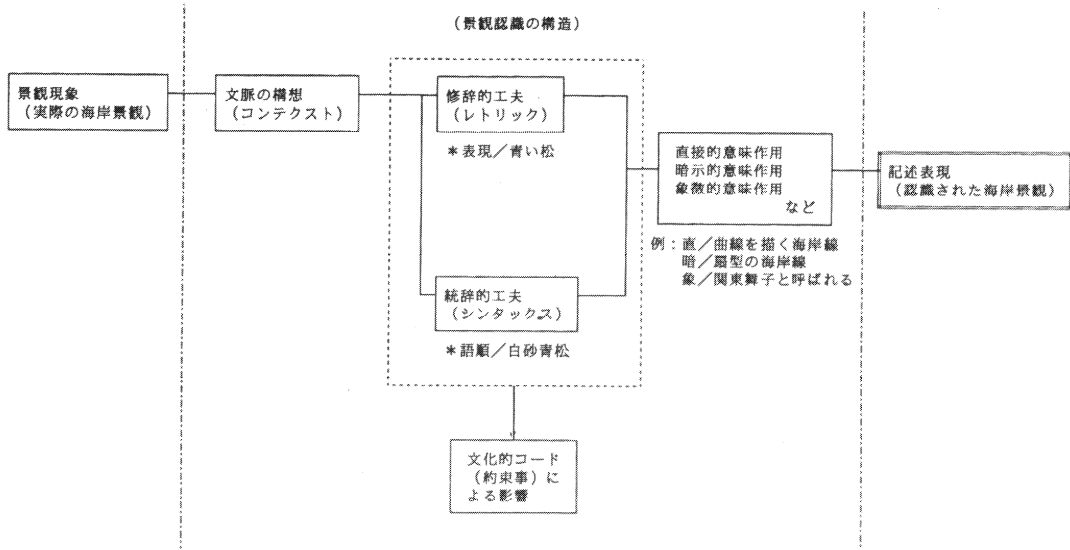 (景観認識の構造)
景観現象
(実際の海岸景観)
文脈の構想
(コンテクスト)
修辞的工夫
(レトリック)
*表現/青い松
統辞的工夫
(シンタックス)
*語順/白砂青松
直接的意味作用
暗示的意味作用
象徴的意味作用
など
例:直/曲線を描く海岸線
暗/扇型の海岸線
象/関東舞子と呼ばれる
記述表現
(認識された海岸景観)
文化的コード
(約束事)に
よる影響